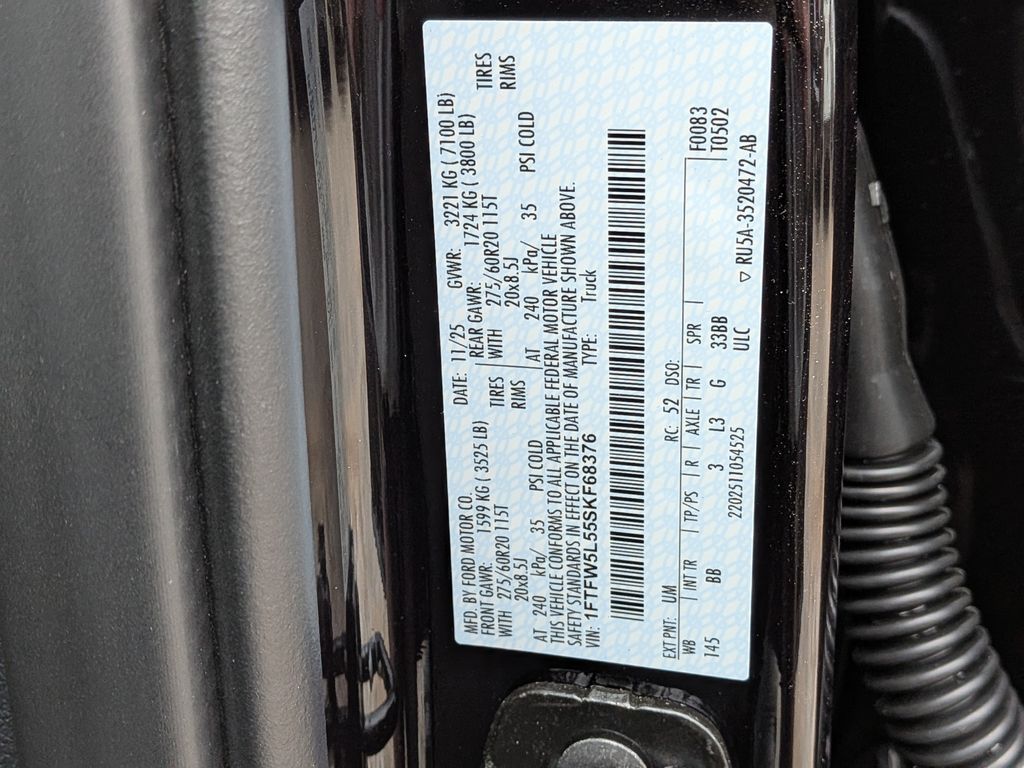 MFD. BY FORD MOTOR CO. DATE: 11/25 GVWR: 3221 KG ( 7100 LB)
FRONT GAWR: 1599 KG ( 3525 LB) REAR GAWR: 1724 KG ( 3800 LB)
WITH 275/60R20 115T TIRES WITH 275/60R20 115T TIRES
20x8.5J RIMS 20x8.5J RIMS
AT 240 kPa/ 35 PSI COLD AT 240 kPa/ 35 PSI COLD
THIS VEHICLE CONFORMS TO ALL APPLICABLE FEDERAL MOTOR VEHICLE
SAFETY STANDARDS IN EFFECT ON THE DATE OF MANUFACTURE SHOWN ABOVE.
VIN: 1FTFW5L55SKF68376 TYPE: Truck
F0083
EXT PNT: UM RC: 52 DSO: T0502
WB INTTR TP/PS R AXLE TR SPR
145 BB 3 L3 G 33BB
ULC
2202511054525 ▽ RU5A-3520472-AB